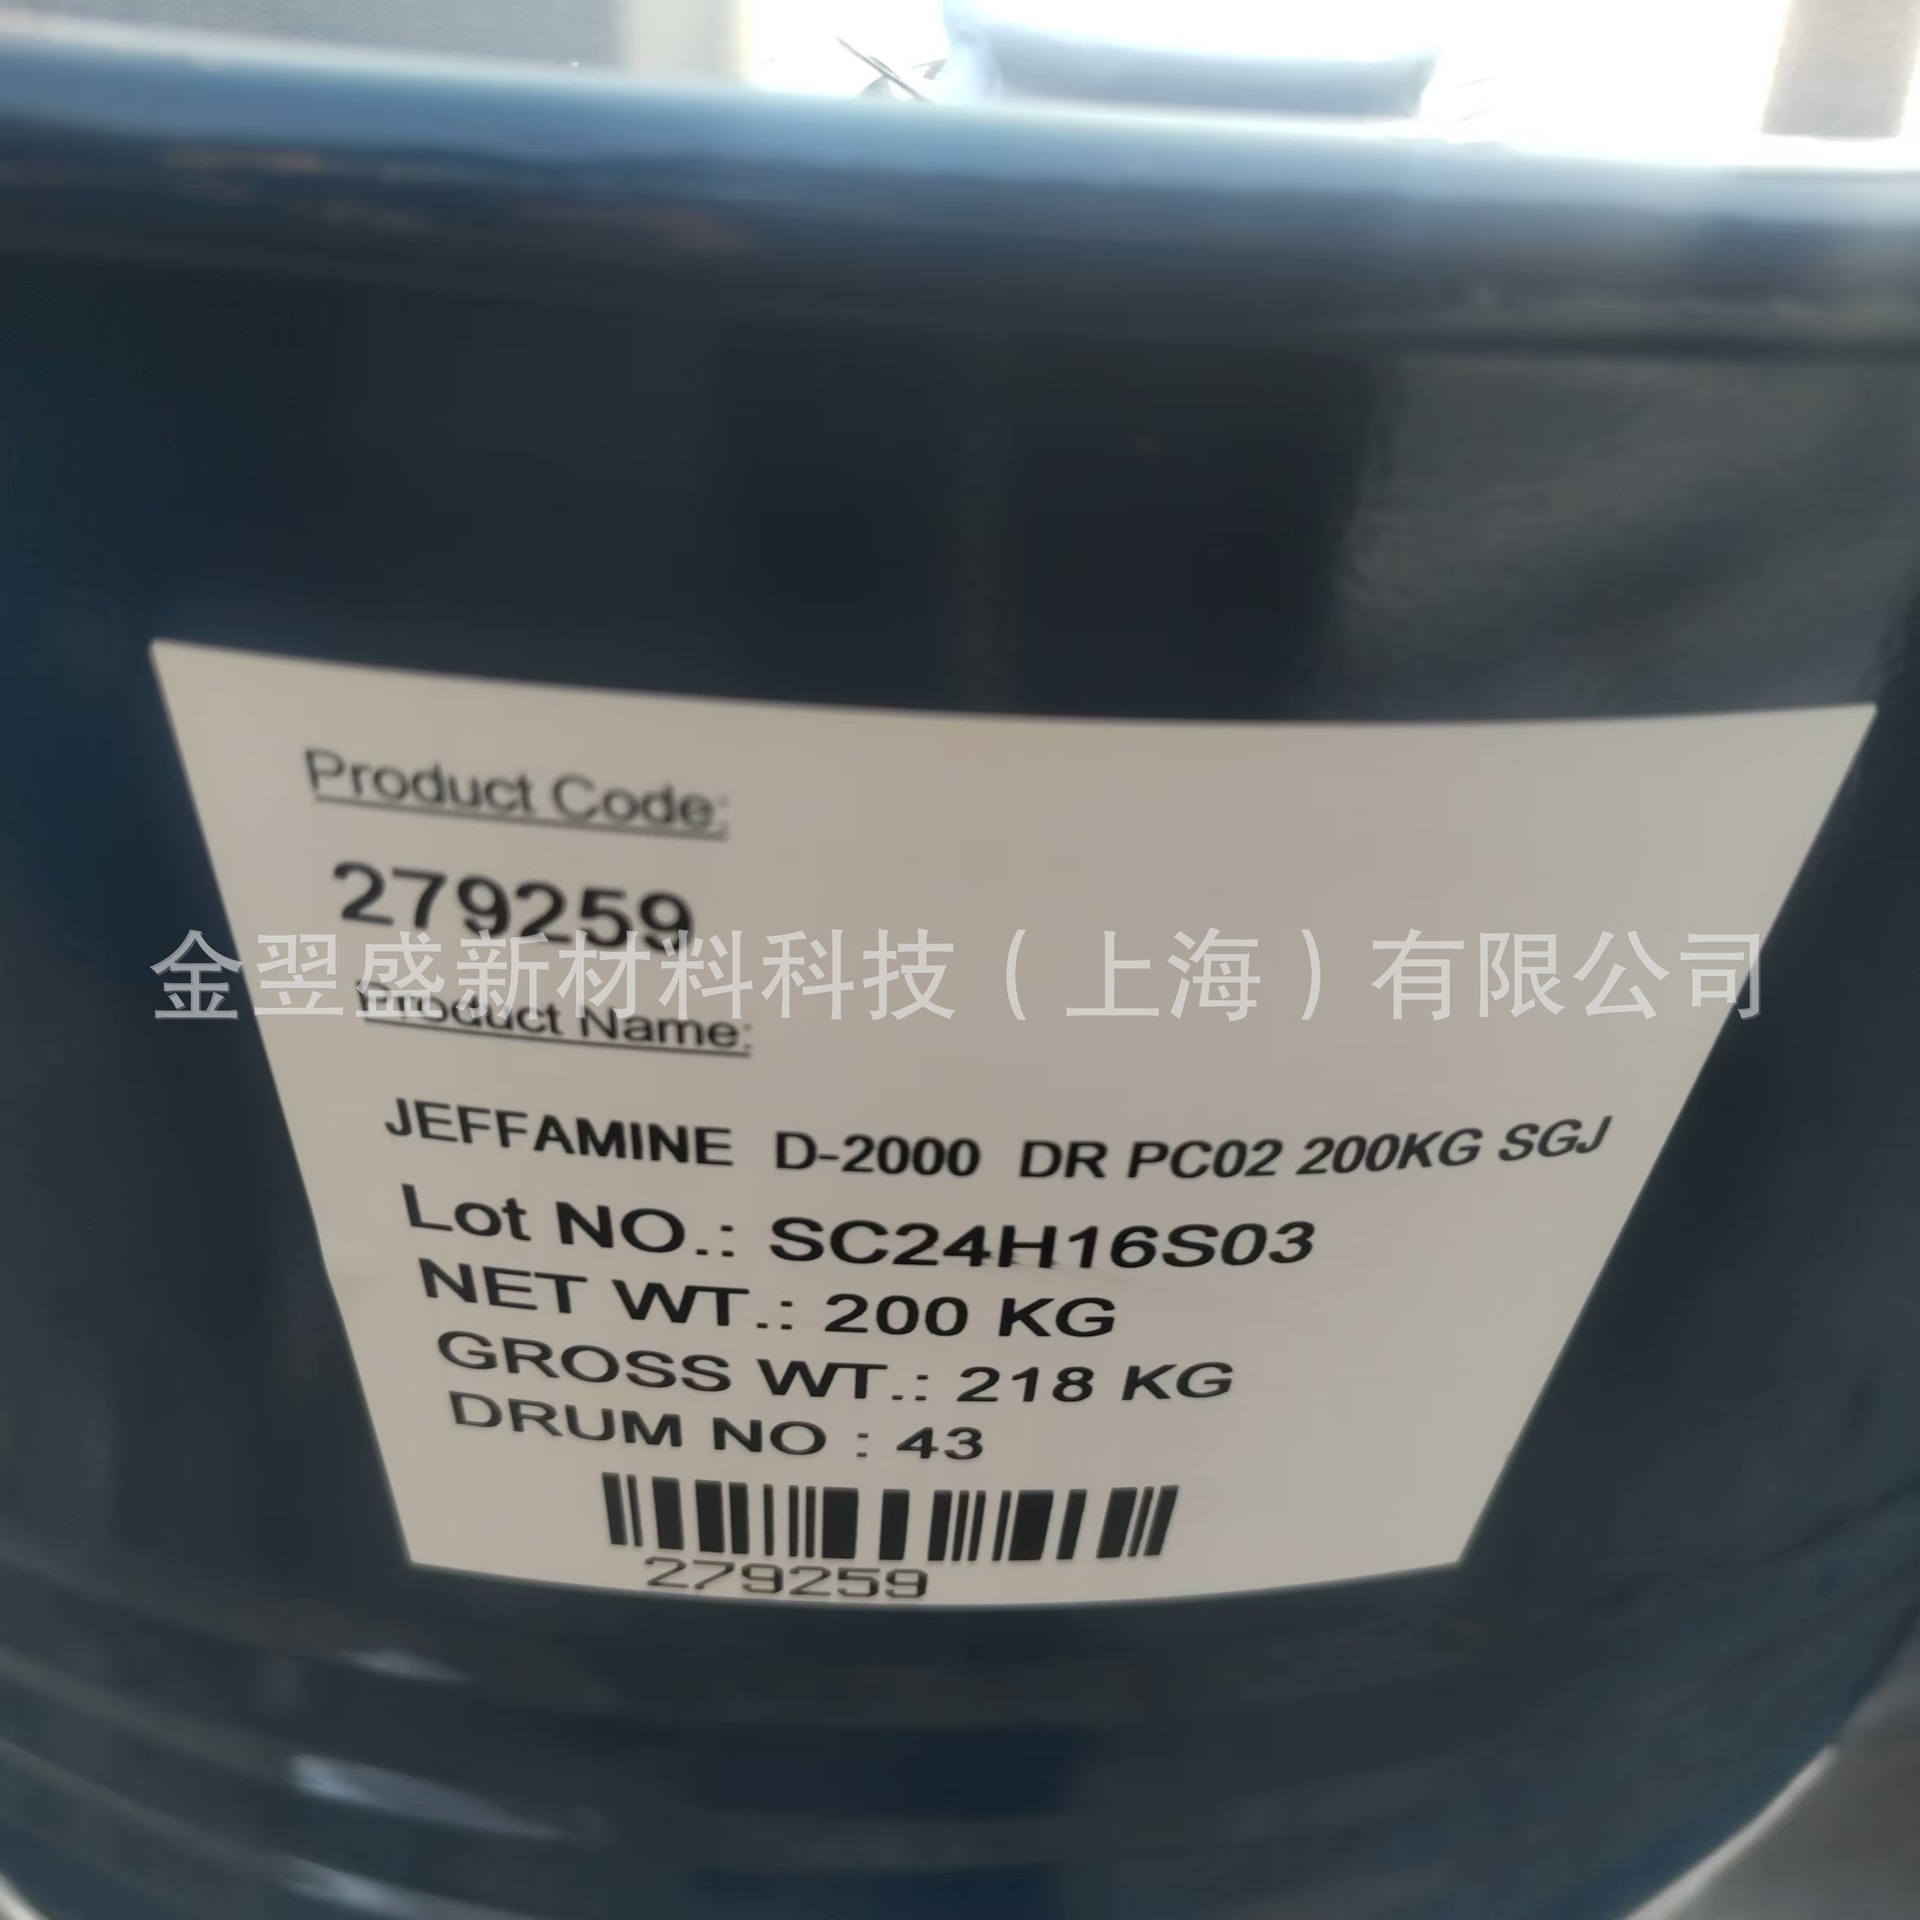 Product Code:
279259
金翌盛新材料科技（上海）有限公司
Product Name:
JEFFAMINE D-2000 DR PC02 200KG SGJ
Lot NO.: SC24H16S03
NET WT.: 200 KG
GROSS WT.: 218 KG
DRUM NO : 43
279259